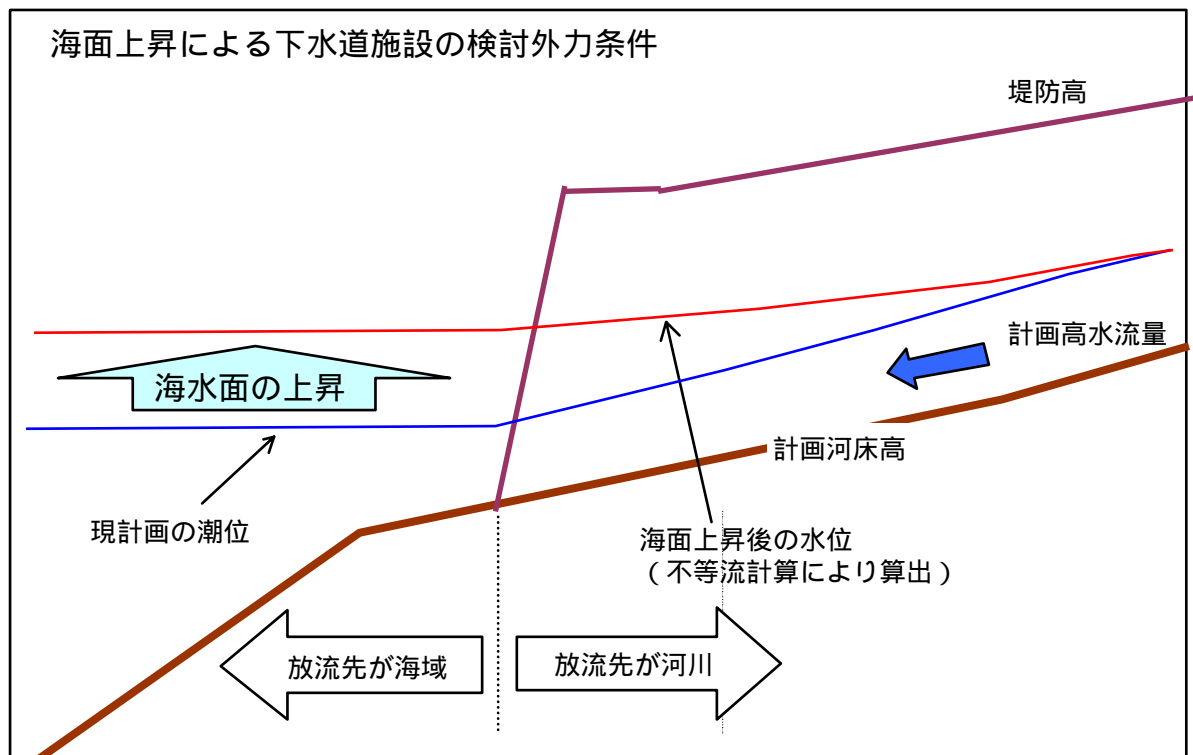 海面上昇による下水道施設の検討外力条件
堤防高
計画高水流量
海水面の上昇
計画河床高
現計画の潮位
海面上昇後の水位
（不等流計算により算出）
放流先が海域
放流先が河川